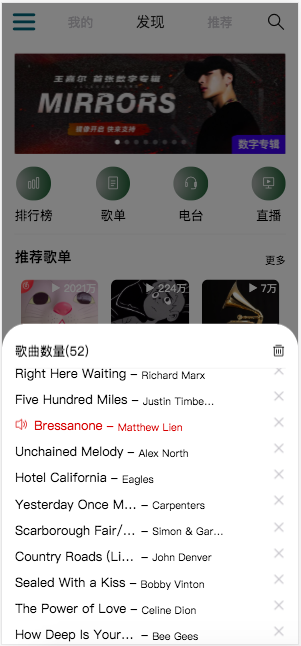 我的 发现 推荐
王嘉尔 首张数字专辑
MIRRORS
镜像开启 快来支持
数字专辑
排行榜 歌单 电台 直播
推荐歌单 更多
2021万 224万 7万
歌曲数量(52)
Right Here Waiting – Richard Marx
Five Hundred Miles – Justin Timbe...
Bressanone – Matthew Lien
Unchained Melody – Alex North
Hotel California – Eagles
Yesterday Once M... – Carpenters
Scarborough Fair/... – Simon & Gar...
Country Roads (Li... – John Denver
Sealed With a Kiss – Bobby Vinton
The Power of Love – Celine Dion
How Deep Is Your... – Bee Gees